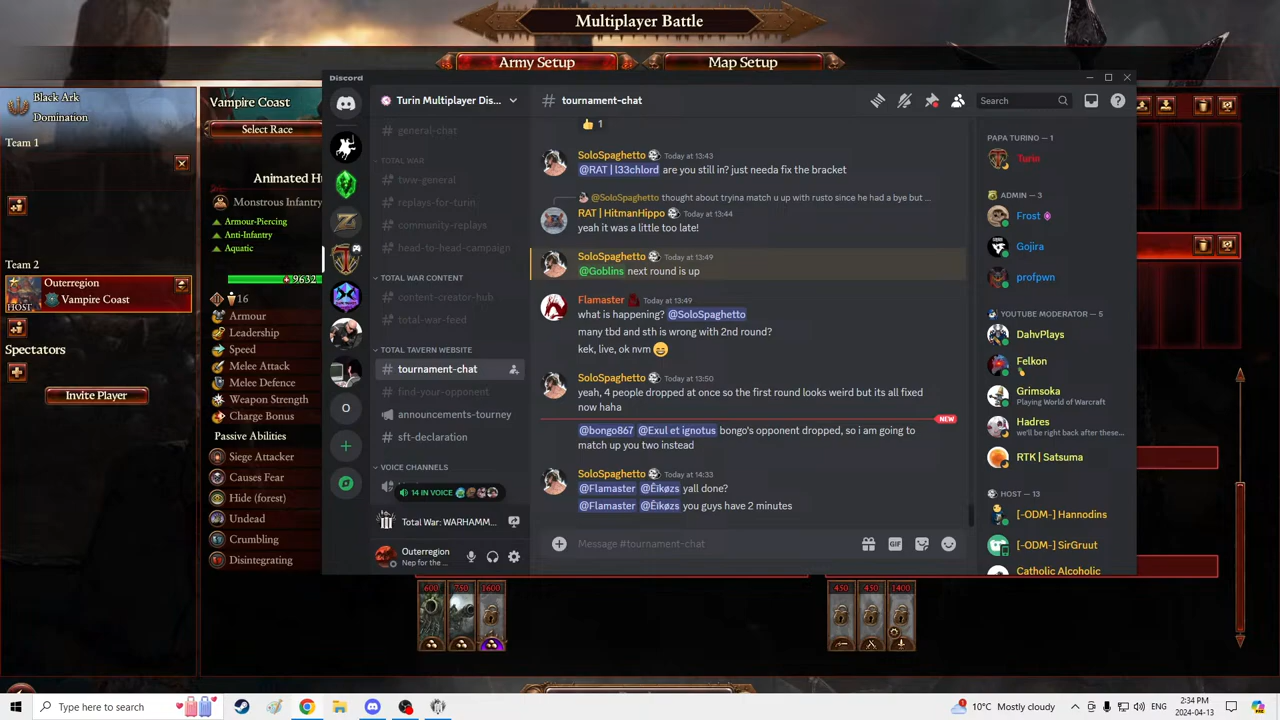 Multiplayer Battle
Army Setup
Map Setup
Black Ark
Domination
Team 1
Team 2
HOST
Outerregion
Vampire Coast
Spectators
Invite Player
Vampire Coast
Select Race
Monstrous Infantry
Armour-Piercing
Anti-Infantry
Aquatic
9632
16
Armour
Leadership
Speed
Melee Attack
Melee Defence
Weapon Strength
Charge Bonus
Passive Abilities
Siege Attacker
Causes Fear
Hide (forest)
Undead
Crumbling
Disintegrating
Discord
Turin Multiplayer Dis...
general-chat
TOTAL WAR
tww-general
replays-for-turin
community-replays
head-to-head-campaign
TOTAL WAR CONTENT
content-creator-hub
total-war-feed
TOTAL TAVERN WEBSITE
tournament-chat
find-your-opponent
announcements-tourney
sft-declaration
VOICE CHANNELS
14 IN VOICE
Total War: WARHAMM...
Outerregion
Nep for the ...
# tournament-chat
Search
1
SoloSpaghetto Today at 13:43
@RAT | l33chlord are you still in? just needa fix the bracket
@SoloSpaghetto thought about tryina match u up with rusto since he had a bye but ...
RAT | HitmanHippo Today at 13:44
yeah it was a little too late!
SoloSpaghetto Today at 13:49
@Goblins next round is up
Flamaster Today at 13:49
what is happening? @SoloSpaghetto
many tbd and sth is wrong with 2nd round?
kek, live, ok nvm
SoloSpaghetto Today at 13:50
yeah, 4 people dropped at once so the first round looks weird but its all fixed
now haha
NEW
@bongo867 @Exul et ignotus bongo's opponent dropped, so i am going to
match up you two instead
SoloSpaghetto Today at 14:33
@Flamaster @Êîkøzs yall done?
@Flamaster @Êîkøzs you guys have 2 minutes
Message #tournament-chat
GIF
PAPA TURINO — 1
Turin
ADMIN — 3
Frost
Gojira
profpwn
YOUTUBE MODERATOR — 5
DahvPlays
Felkon
Grimsoka
Playing World of Warcraft
Hadres
we'll be right back after these...
RTK | Satsuma
HOST — 13
[-ODM-] Hannodins
[-ODM-] SirGruut
Catholic Alcoholic
600 750 1600
450 450 1400
Type here to search
10°C Mostly cloudy
2:34 PM
2024-04-13